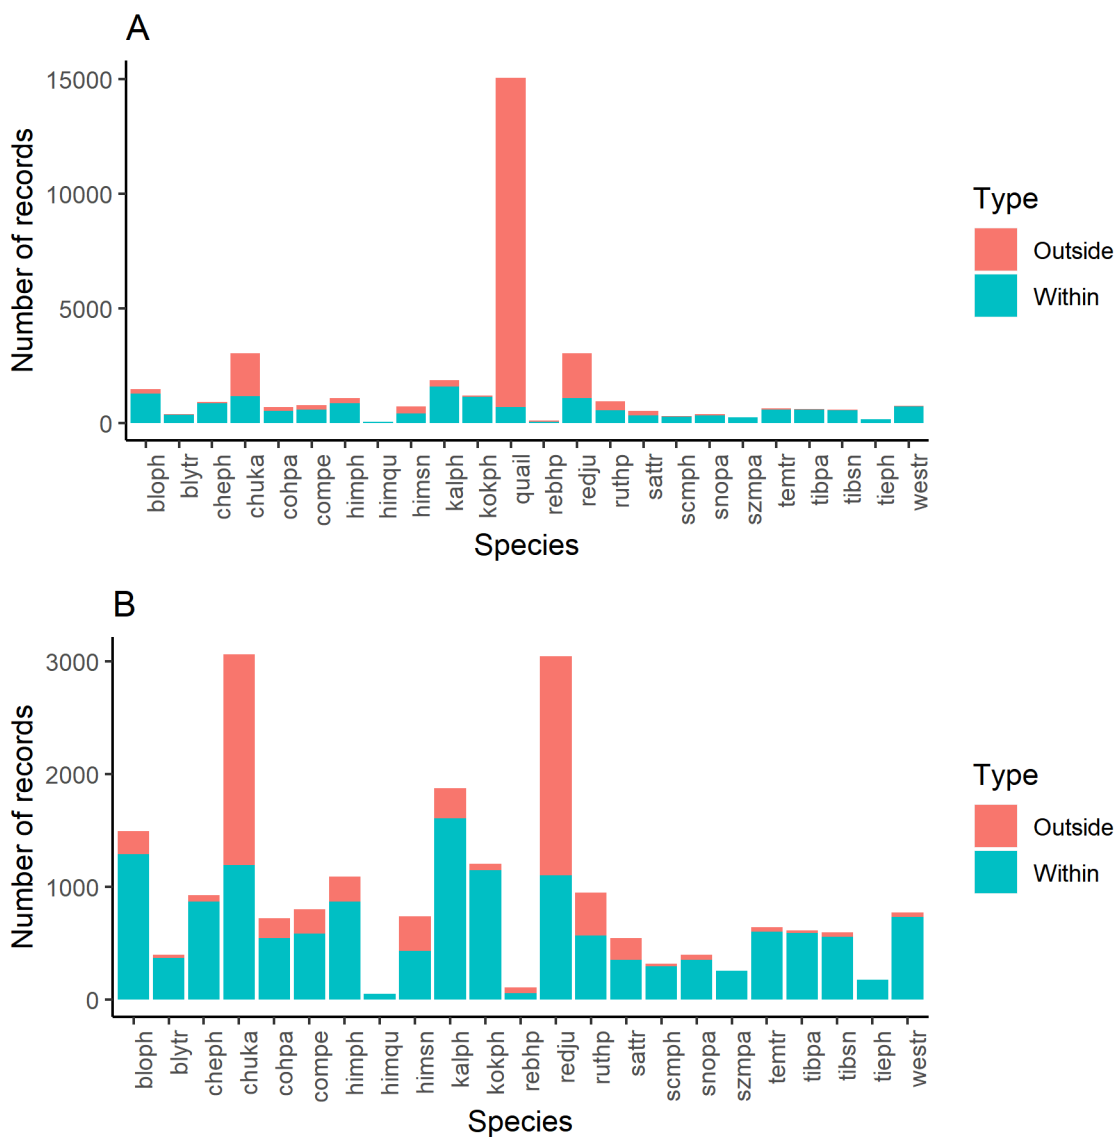 A
Number of records
15000
10000
5000
0
bloph
blytr
cheph
chuka
cohpa
compe
himph
himqu
himsn
kalph
kokph
quail
rebhp
redju
ruthp
sattr
scmph
snopa
szmpa
temtr
tibpa
tibsn
tieph
westr
Species
Type
Outside
Within
B
Number of records
3000
2000
1000
0
bloph
blytr
cheph
chuka
cohpa
compe
himph
himqu
himsn
kalph
kokph
rebhp
redju
ruthp
sattr
scmph
snopa
szmpa
temtr
tibpa
tibsn
tieph
westr
Species
Type
Outside
Within